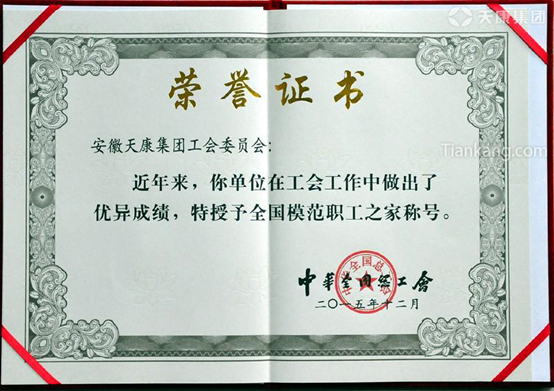 天康集团
荣誉证书
安徽天康集团工会委员会：
Tiankang.com
近年来，你单位在工会工作中做出了
优异成绩，特授予全国模范职工之家称号。
中华全国总工會
二〇一五年十二月